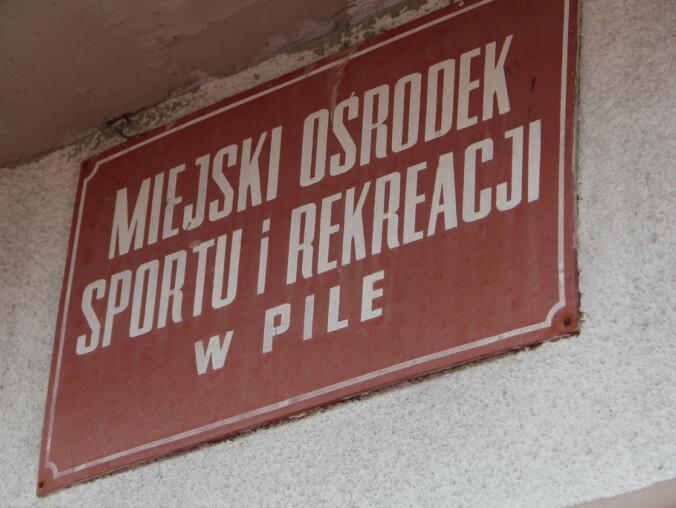 MIEJSKI OŚRODEK
SPORTU i REKREACJI
W PILE